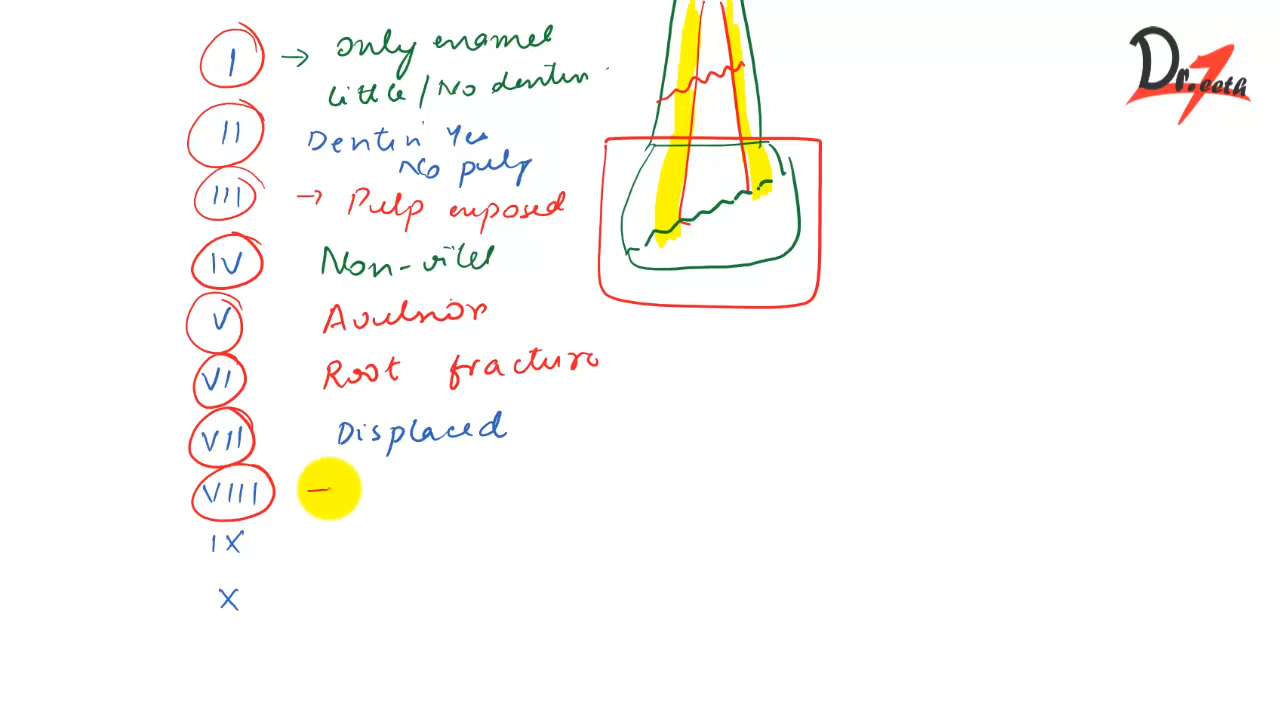 I → only enamel
little / No dentin
II Dentin Yes
No pulp
III → Pulp exposed
IV Non-vital
V Avulsion
VI Root fracture
VII Displaced
VIII –
IX
X
Dr.Teeth